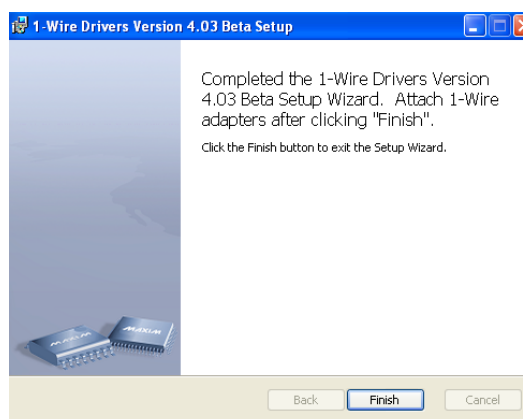 1-Wire Drivers Version 4.03 Beta Setup
Completed the 1-Wire Drivers Version
4.03 Beta Setup Wizard.  Attach 1-Wire
adapters after clicking "Finish".
Click the Finish button to exit the Setup Wizard.
MAXIM
MAXIM
Back
Finish
Cancel